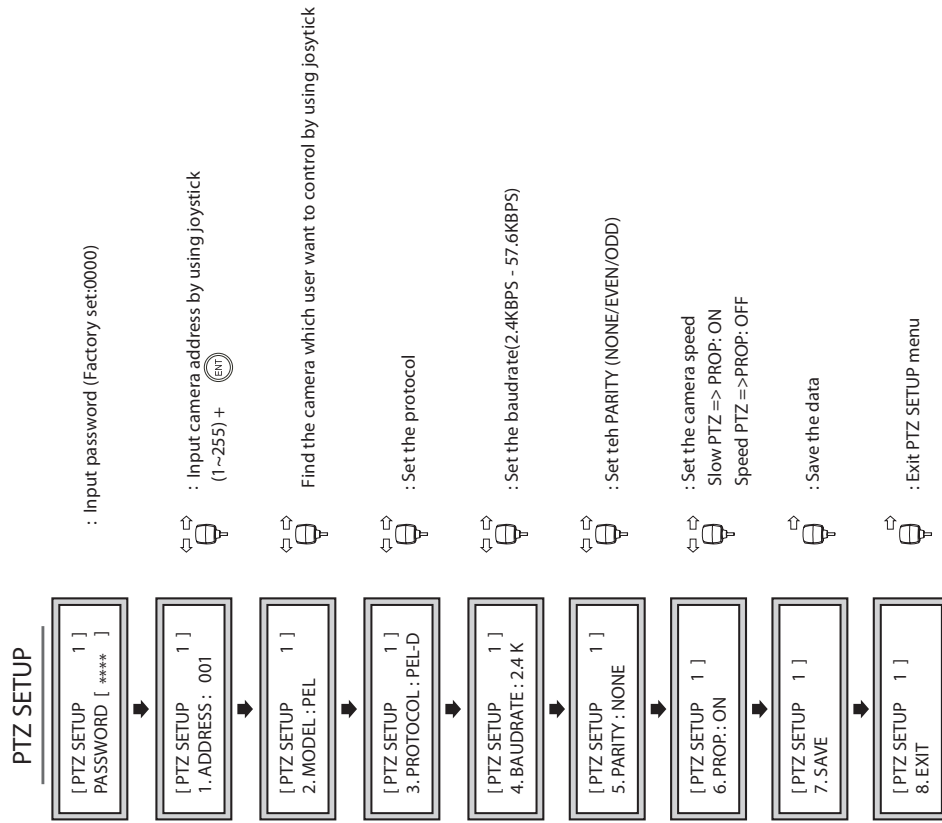 PTZ SETUP
[ PTZ SETUP 1 ]
PASSWORD [ **** ]
: Input password (Factory set:0000)
[ PTZ SETUP 1 ]
1. ADDRESS : 001
: Input camera address by using joystick
(1~255) + ENT
[ PTZ SETUP 1 ]
2. MODEL : PEL
Find the camera which user want to control by using josytick
[ PTZ SETUP 1 ]
3. PROTOCOL : PEL-D
: Set the protocol
[ PTZ SETUP 1 ]
4. BAUDRATE : 2.4 K
: Set the baudrate(2.4KBPS - 57.6KBPS)
[ PTZ SETUP 1 ]
5. PARITY : NONE
: Set teh PARITY (NONE/EVEN/ODD)
[ PTZ SETUP 1 ]
6. PROP. : ON
: Set the camera speed
Slow PTZ => PROP: ON
Speed PTZ =>PROP: OFF
[ PTZ SETUP 1 ]
7. SAVE
: Save the data
[ PTZ SETUP 1 ]
8. EXIT
: Exit PTZ SETUP menu